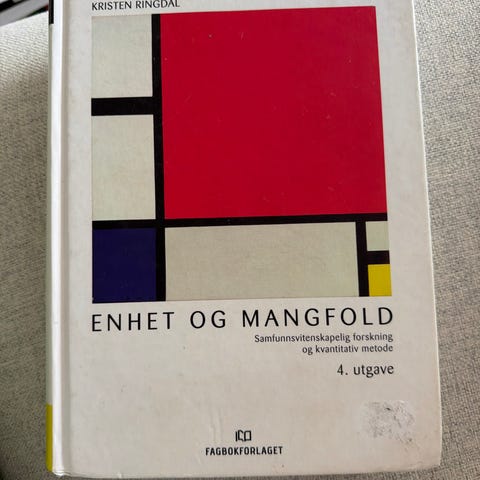 KRISTEN RINGDAL
ENHET OG MANGFOLD
Samfunnsvitenskapelig forskning
og kvantitativ metode
4. utgave
FAGBOKFORLAGET